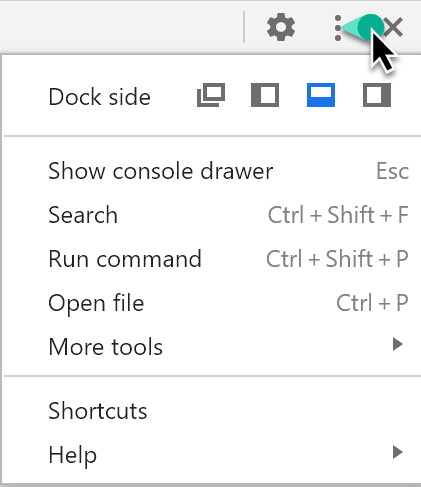 Dock side
Show console drawer Esc
Search Ctrl + Shift + F
Run command Ctrl + Shift + P
Open file Ctrl + P
More tools
Shortcuts
Help